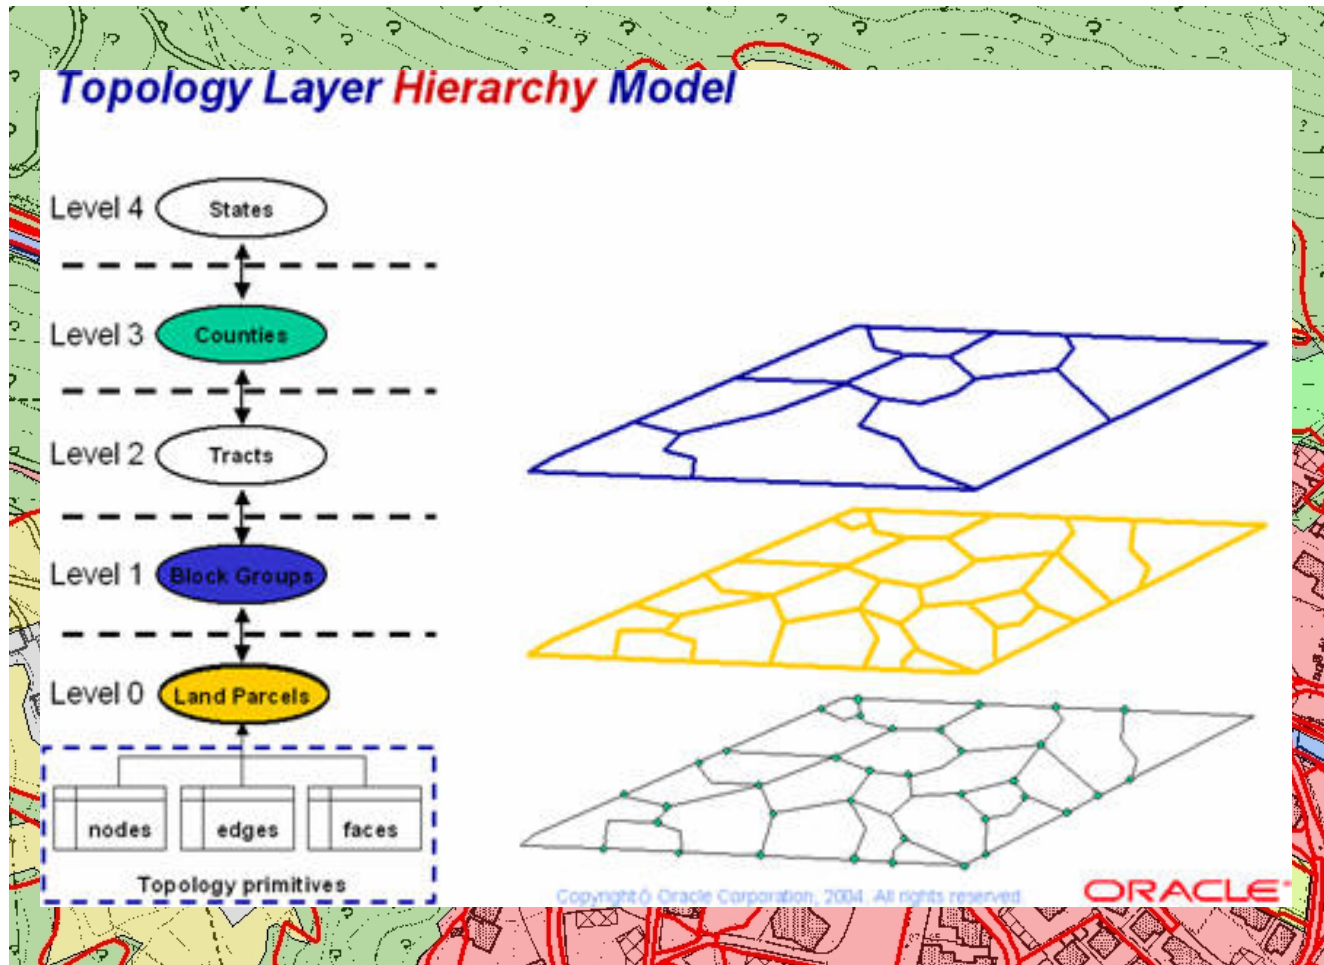 Topology Layer Hierarchy Model
Level 4 States
Level 3 Counties
Level 2 Tracts
Level 1 Block Groups
Level 0 Land Parcels
nodes edges faces
Topology primitives
Copyright© Oracle Corporation, 2004. All rights reserved.
ORACLE